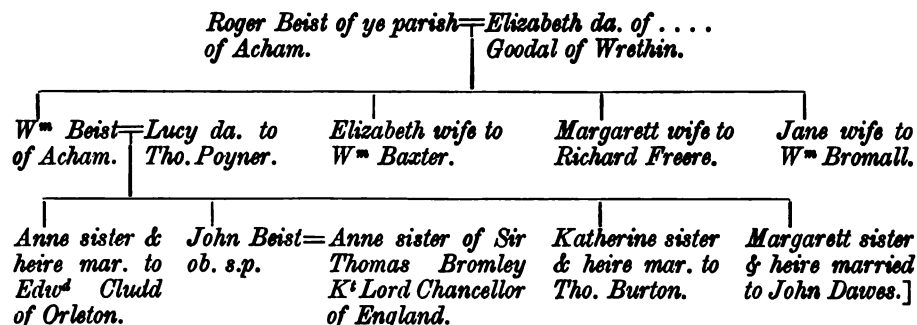 Roger Beist of ye parish = Elizabeth da. of . . . .
of Acham. Goodal of Wrethin.
Wm Beist = Lucy da. to
of Acham. Tho. Poyner.
Elizabeth wife to
Wm Baxter.
Margarett wife to
Richard Freere.
Jane wife to
Wm Bromall.
Anne sister &
heire mar. to
Edwd Cludd
of Orleton.
John Beist =
ob. s.p.
Anne sister of Sir
Thomas Bromley
Kt Lord Chancellor
of England.
Katherine sister
& heire mar. to
Tho. Burton.
Margarett sister
& heire married
to John Dawes.]